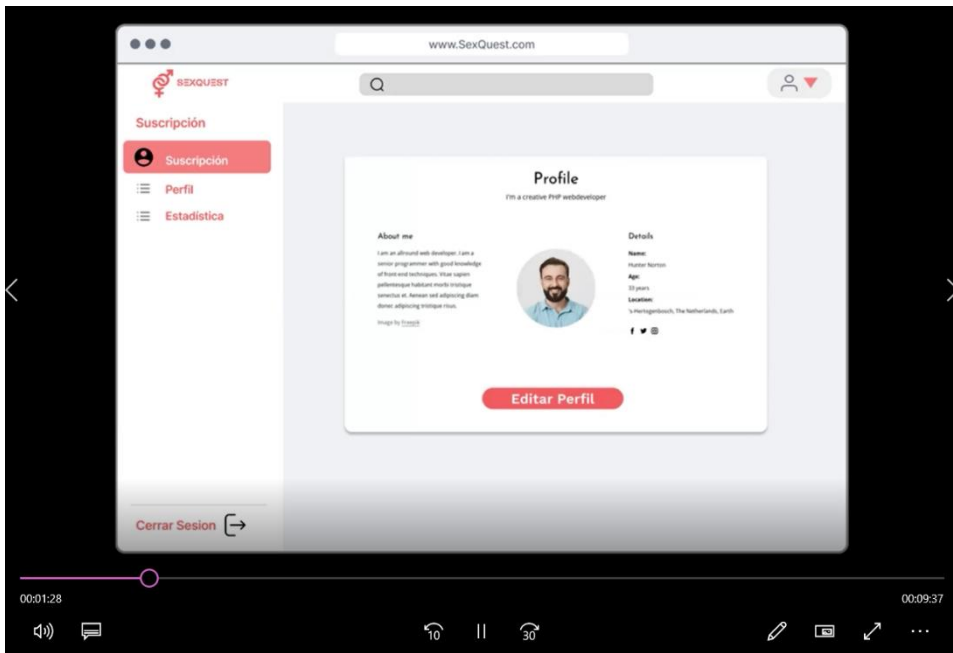 www.SexQuest.com
SEXQUEST
Suscripción
Suscripción
Perfil
Estadística
Profile
I'm a creative PHP webdeveloper
About me
I am an allround web developer. I am a
senior programmer with good knowledge
of front end techniques. Vitae sapien
pellentesque habitant morbi tristique
senectus et. Aenean sed adipiscing diam
donec adipiscing tristique risus.
Image by Freepik
Details
Name:
Hunter Norton
Age:
33 years
Location:
's-Hertogenbosch, The Netherlands, Earth
Editar Perfil
Cerrar Sesion
00:01:28
00:09:37
10
30